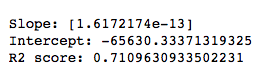 Slope: [1.6172174e-13]
Intercept: -65630.33371319325
R2 score: 0.7109630933502231